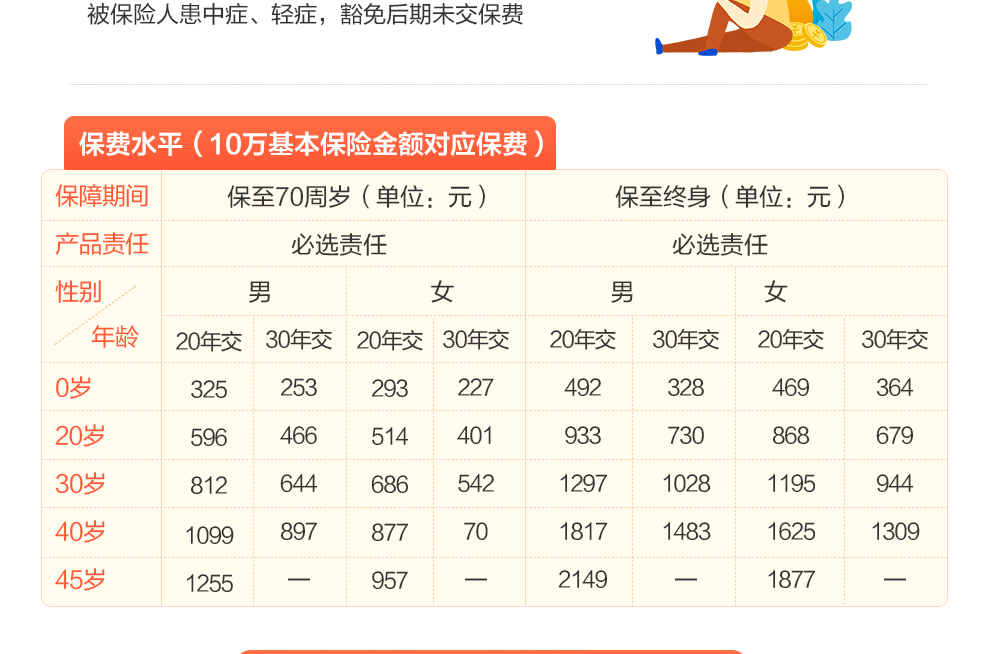 被保险人患中症、轻症，豁免后期未交保费
保费水平（10万基本保险金额对应保费）
保障期间 保至70周岁（单位：元） 保至终身（单位：元）
产品责任 必选责任 必选责任
性别 男 女 男 女
年龄 20年交 30年交 20年交 30年交 20年交 30年交 20年交 30年交
0岁 325 253 293 227 492 328 469 364
20岁 596 466 514 401 933 730 868 679
30岁 812 644 686 542 1297 1028 1195 944
40岁 1099 897 877 70 1817 1483 1625 1309
45岁 1255 — 957 — 2149 — 1877 —